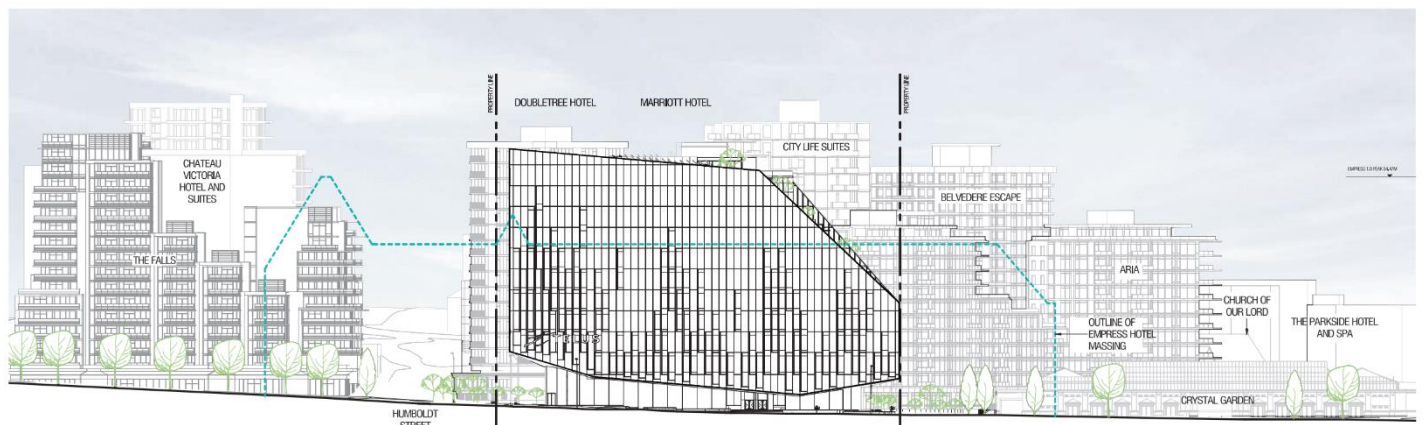 PROPERTY LINE
PROPERTY LINE
DOUBLETREE HOTEL
MARRIOTT HOTEL
CITY LIFE SUITES
CHATEAU
VICTORIA
HOTEL AND
SUITES
BELVEDERE ESCAPE
THE FALLS
ARIA
CHURCH OF
OUR LORD
OUTLINE OF
EMPRESS HOTEL
MASSING
THE PARKSIDE HOTEL
AND SPA
TELUS
CRYSTAL GARDEN
HUMBOLDT
STREET